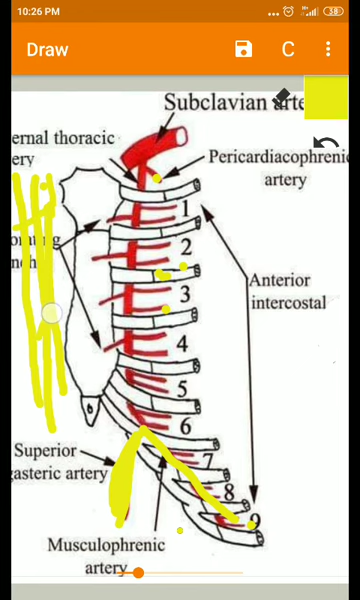 10:26 PM
38
Draw
C
Subclavian arte
ernal thoracic
ery
Pericardiacophrenic
artery
1
2
3
Anterior
intercostal
4
5
6
Superior
gasteric artery
7
8
9
Musculophrenic
artery